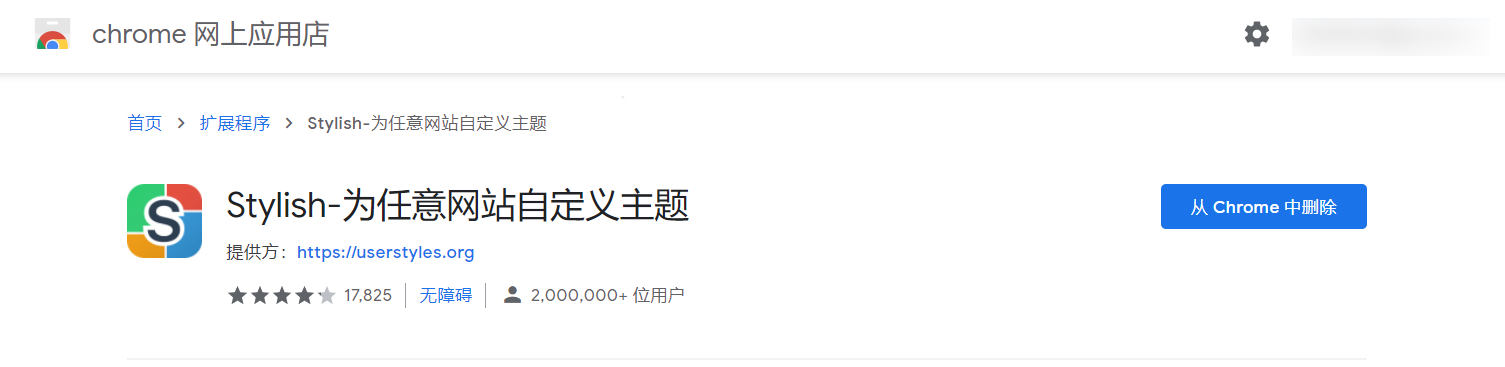 chrome 网上应用店
首页 > 扩展程序 > Stylish-为任意网站自定义主题
S
Stylish-为任意网站自定义主题
从 Chrome 中删除
提供方：https://userstyles.org
17,825 | 无障碍 | 2,000,000+ 位用户